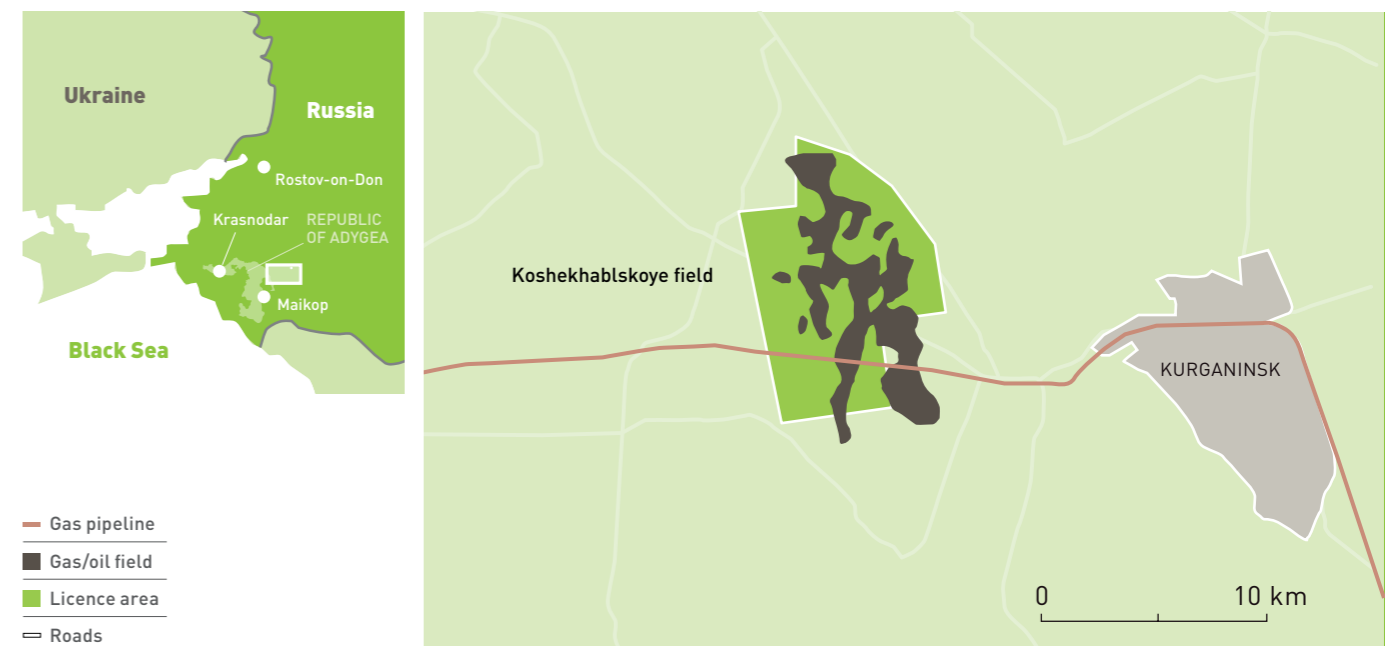 Ukraine
Russia
Rostov-on-Don
Krasnodar
REPUBLIC
OF ADYGEA
Maikop
Black Sea
Gas pipeline
Gas/oil field
Licence area
Roads
Koshekhablskoye field
KURGANINSK
0 10 km